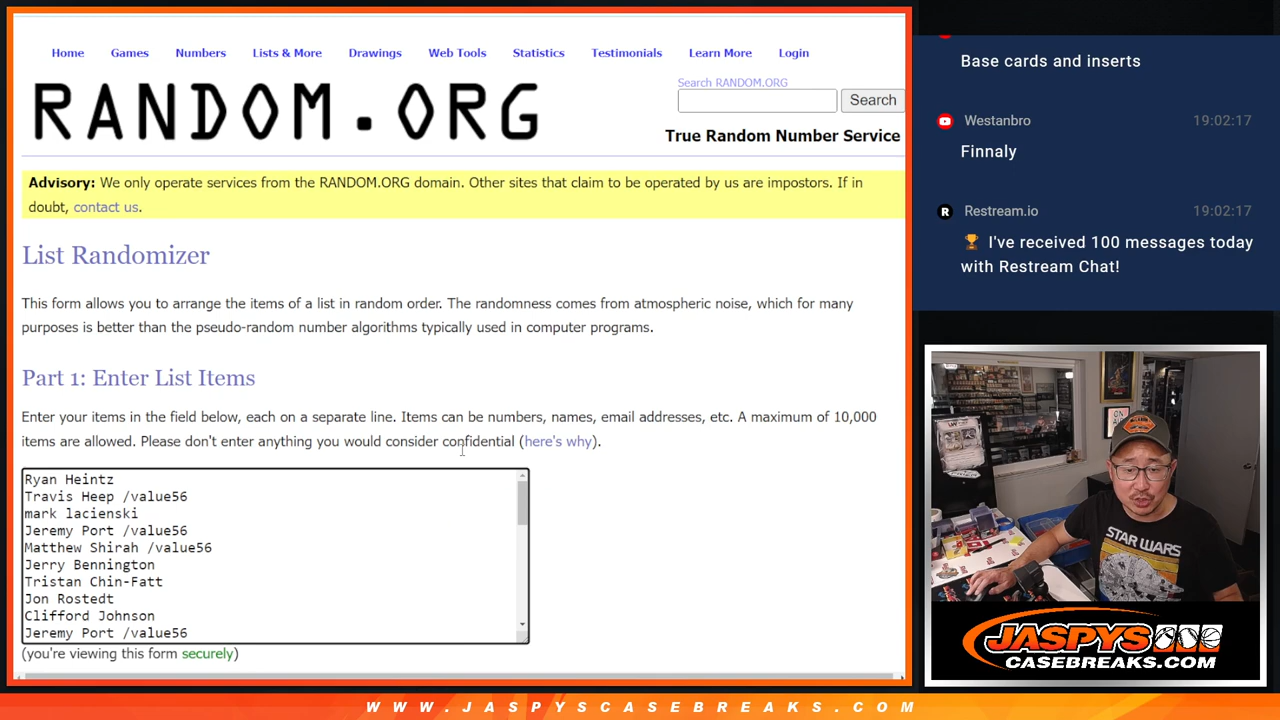 Home Games Numbers Lists & More Drawings Web Tools Statistics Testimonials Learn More Login
Search RANDOM.ORG
Search
RANDOM.ORG
True Random Number Service
Advisory: We only operate services from the RANDOM.ORG domain. Other sites that claim to be operated by us are impostors. If in
doubt, contact us.
List Randomizer
This form allows you to arrange the items of a list in random order. The randomness comes from atmospheric noise, which for many
purposes is better than the pseudo-random number algorithms typically used in computer programs.
Part 1: Enter List Items
Enter your items in the field below, each on a separate line. Items can be numbers, names, email addresses, etc. A maximum of 10,000
items are allowed. Please don't enter anything you would consider confidential (here's why).
Ryan Heintz
Travis Heep /value56
mark lacienski
Jeremy Port /value56
Matthew Shirah /value56
Jerry Bennington
Tristan Chin-Fatt
Jon Rostedt
Clifford Johnson
Jeremy Port /value56
(you're viewing this form securely)
Base cards and inserts
Westanbro 19:02:17
Finnaly
R Restream.io 19:02:17
🏆 I've received 100 messages today
with Restream Chat!
STAR WARS
JASPYS
CASEBREAKS.COM
WWW.JASPYSCASEBREAKS.COM